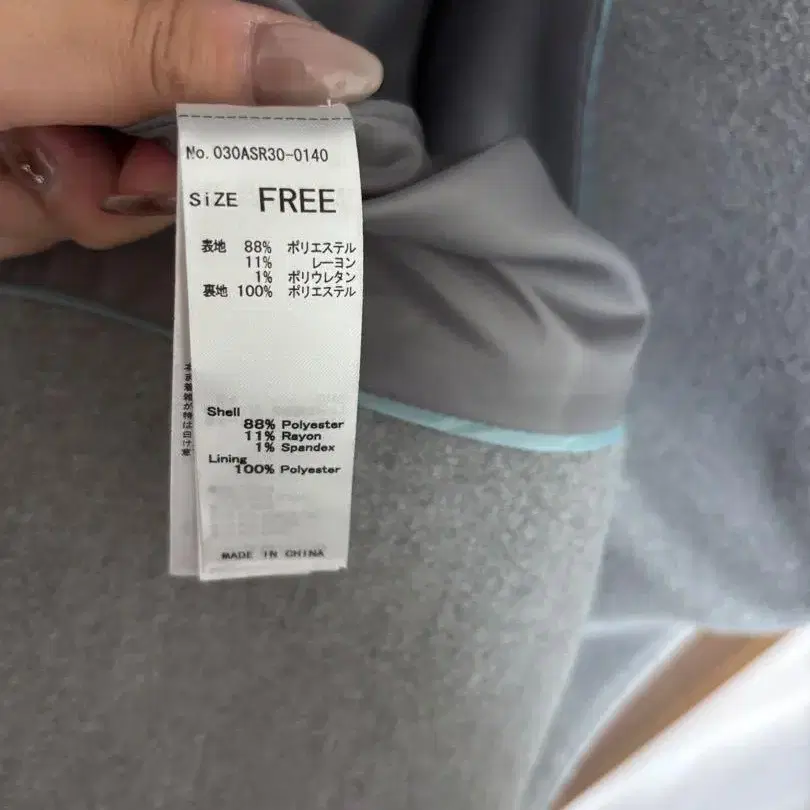 No. 030ASR30-0140
SiZE FREE
表地 88% ポリエステル
11% レーヨン
1% ポリウレタン
裏地 100% ポリエステル
Shell
88% Polyester
11% Rayon
1% Spandex
Lining
100% Polyester
MADE IN CHINA